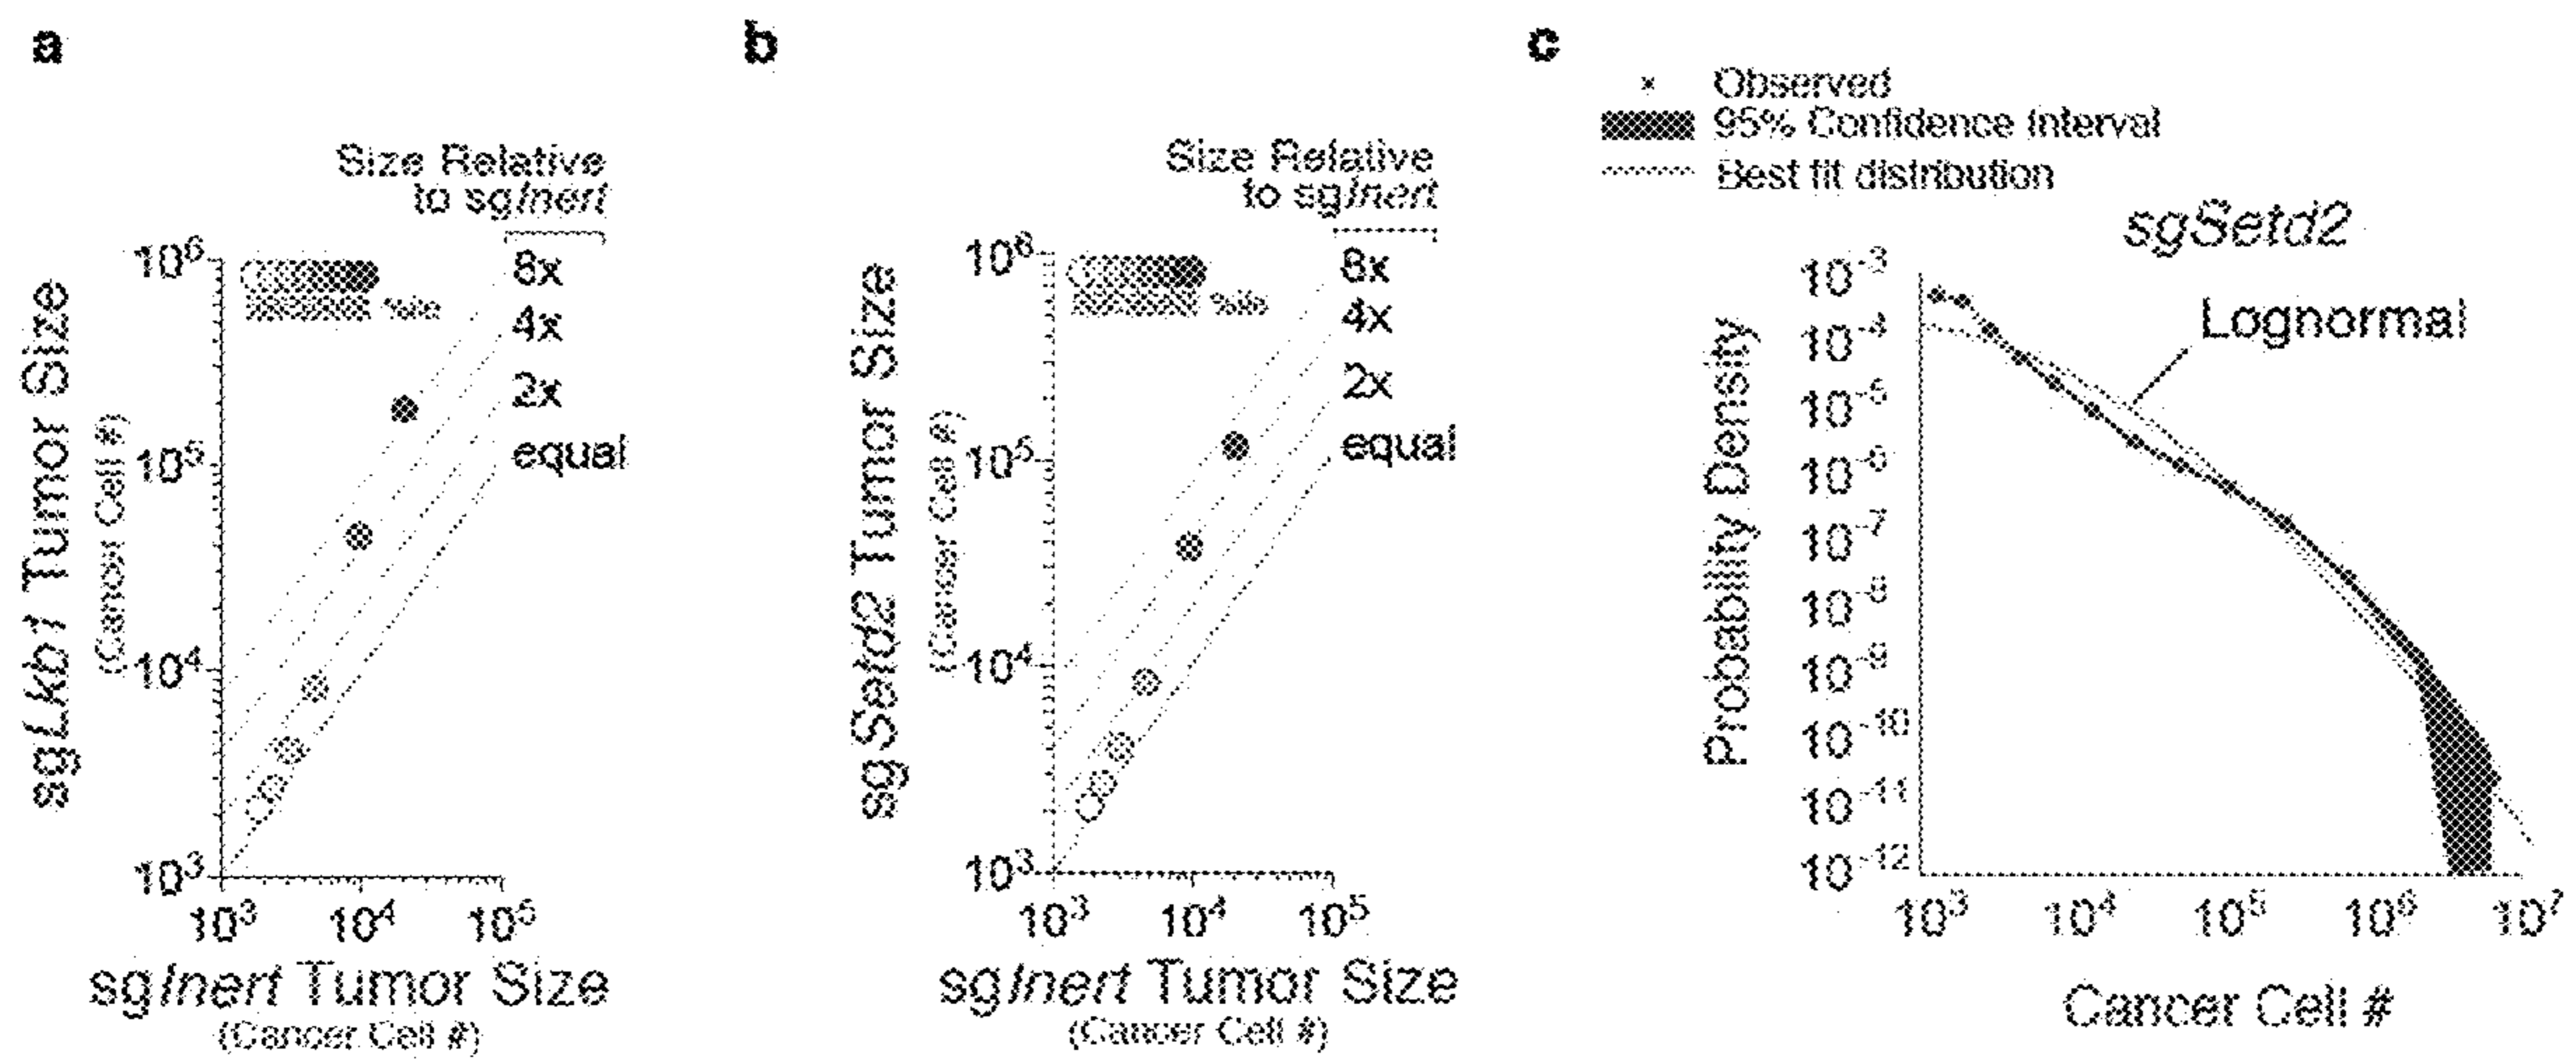 a
Size Relative
to sgInert
8x
4x
2x
equal
%ile
10⁶
10⁵
10⁴
10³
sgLkb1 Tumor Size
(Cancer Cell #)
10³ 10⁴ 10⁵
sgInert Tumor Size
(Cancer Cell #)
b
Size Relative
to sgInert
8x
4x
2x
equal
%ile
10⁶
10⁵
10⁴
10³
sgSetd2 Tumor Size
(Cancer Cell #)
10³ 10⁴ 10⁵
sgInert Tumor Size
(Cancer Cell #)
c
Observed
95% Confidence Interval
Best fit distribution
sgSetd2
Lognormal
Probability Density
10⁻³
10⁻⁴
10⁻⁵
10⁻⁶
10⁻⁷
10⁻⁸
10⁻⁹
10⁻¹⁰
10⁻¹¹
10⁻¹²
10³ 10⁴ 10⁵ 10⁶ 10⁷
Cancer Cell #